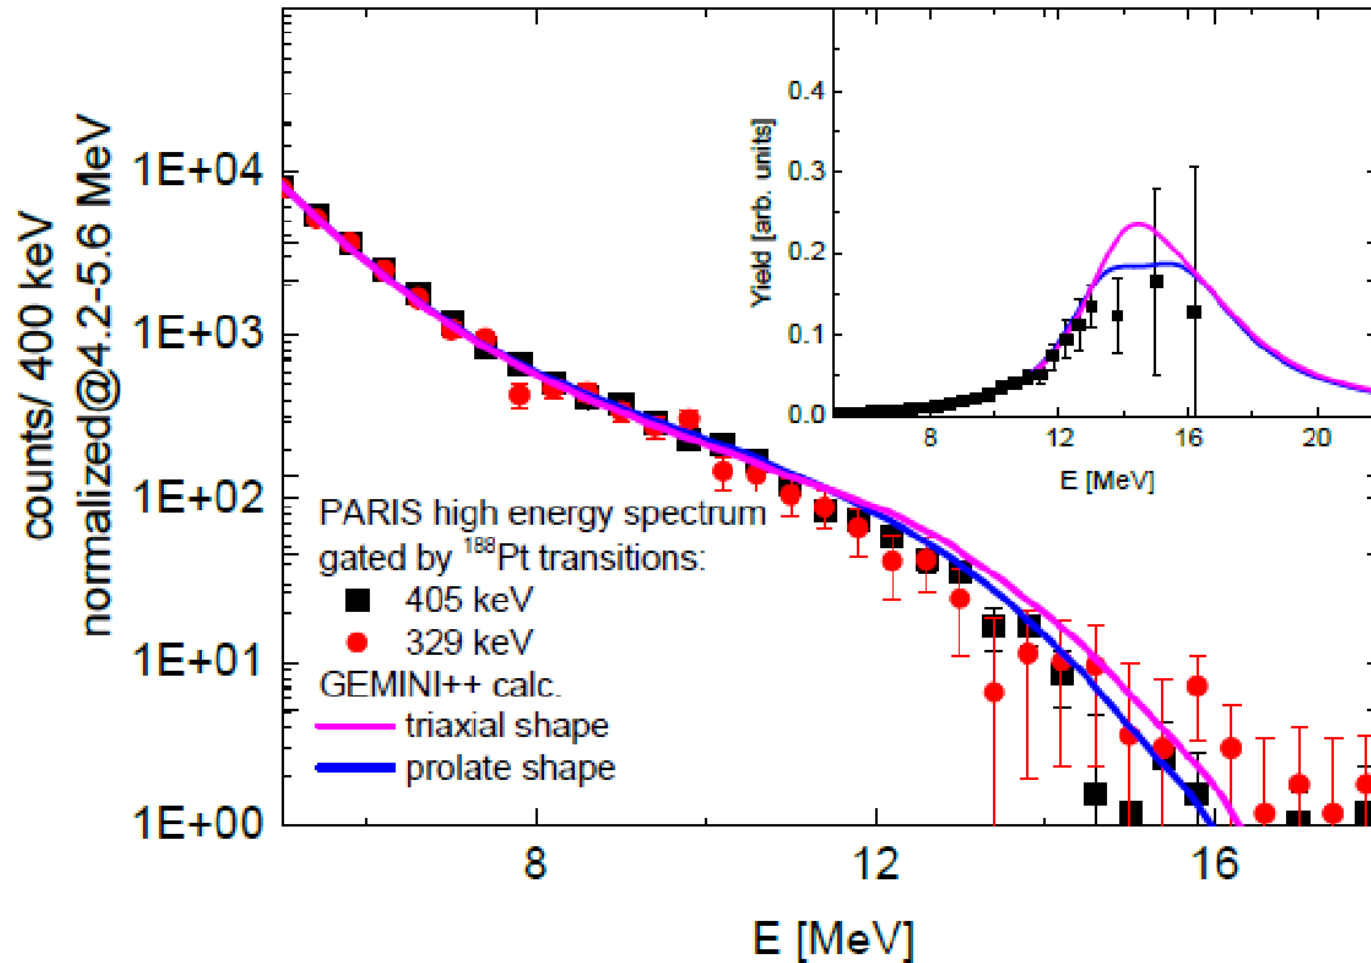 counts/ 400 keV
normalized@4.2-5.6 MeV
1E+04
1E+03
1E+02
1E+01
1E+00
8
12
16
E [MeV]
PARIS high energy spectrum
gated by ¹⁸⁸Pt transitions:
405 keV
329 keV
GEMINI++ calc.
triaxial shape
prolate shape
Yield [arb. units]
0.4
0.3
0.2
0.1
0.0
8
12
16
20
E [MeV]